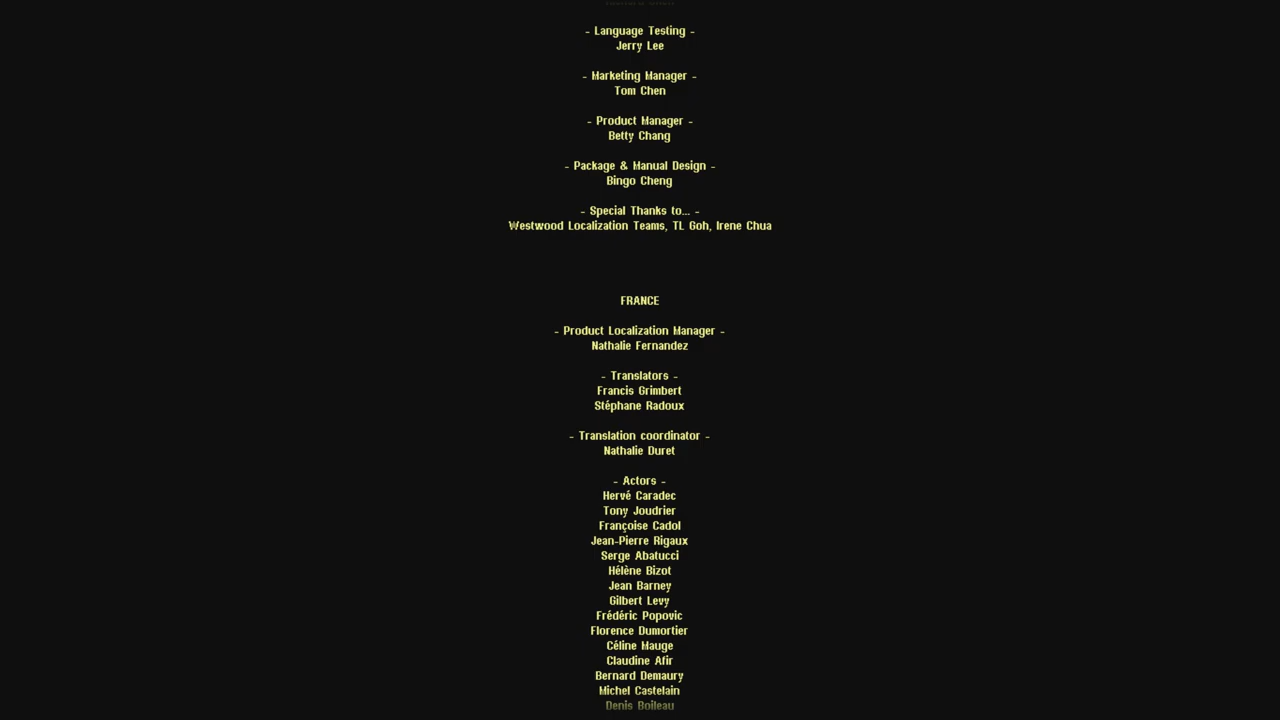 - Language Testing -
Jerry Lee
- Marketing Manager -
Tom Chen
- Product Manager -
Betty Chang
- Package & Manual Design -
Bingo Cheng
- Special Thanks to... -
Westwood Localization Teams, TL Goh, Irene Chua
FRANCE
- Product Localization Manager -
Nathalie Fernandez
- Translators -
Francis Grimbert
Stéphane Radoux
- Translation coordinator -
Nathalie Duret
- Actors -
Hervé Caradec
Tony Joudrier
Françoise Cadol
Jean-Pierre Rigaux
Serge Abatucci
Hélène Bizot
Jean Barney
Gilbert Levy
Frédéric Popovic
Florence Dumortier
Céline Mauge
Claudine Afir
Bernard Demaury
Michel Castelain
Denis Boileau